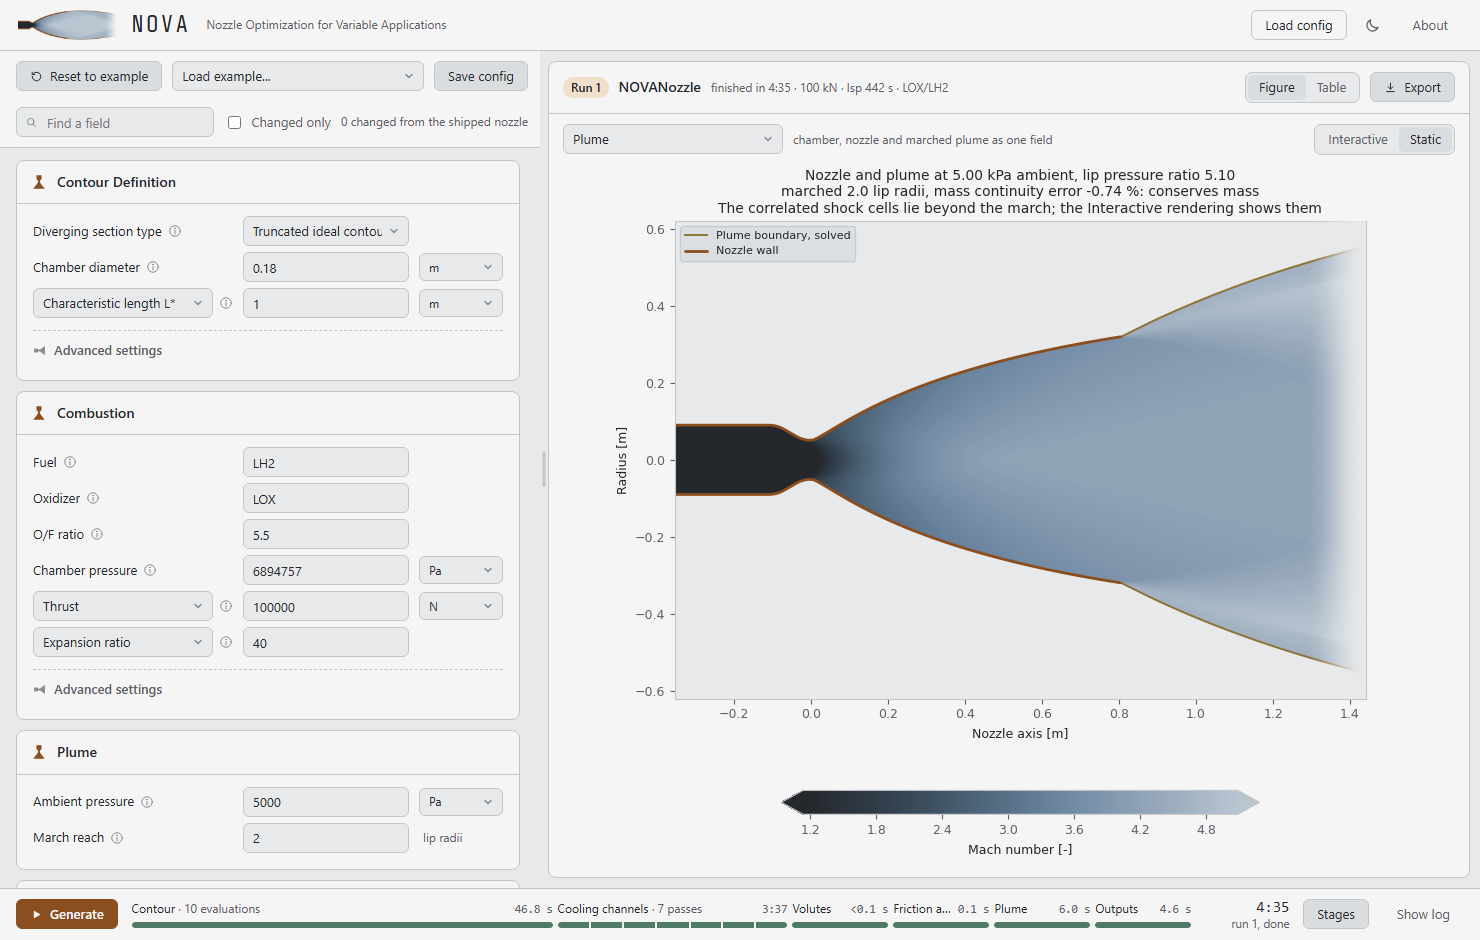 NOVA Nozzle Optimization for Variable Applications Load config About
Reset to example Load example... Save config
Find a field Changed only 0 changed from the shipped nozzle
Contour Definition
Diverging section type Truncated ideal contou
Chamber diameter 0.18 m
Characteristic length L* 1 m
Advanced settings
Combustion
Fuel LH2
Oxidizer LOX
O/F ratio 5.5
Chamber pressure 6894757 Pa
Thrust 100000 N
Expansion ratio 40
Advanced settings
Plume
Ambient pressure 5000 Pa
March reach 2 lip radii
Run 1 NOVANozzle finished in 4:35 · 100 kN · Isp 442 s · LOX/LH2 Figure Table Export
Plume chamber, nozzle and marched plume as one field Interactive Static
Nozzle and plume at 5.00 kPa ambient, lip pressure ratio 5.10
marched 2.0 lip radii, mass continuity error -0.74 %: conserves mass
The correlated shock cells lie beyond the march; the Interactive rendering shows them
Plume boundary, solved
Nozzle wall
0.6
0.4
0.2
0.0
−0.2
−0.4
−0.6
Radius [m]
−0.2 0.0 0.2 0.4 0.6 0.8 1.0 1.2 1.4
Nozzle axis [m]
1.2 1.8 2.4 3.0 3.6 4.2 4.8
Mach number [-]
Generate Contour · 10 evaluations 46.8 s Cooling channels · 7 passes 3:37 Volutes <0.1 s Friction a... 0.1 s Plume 6.0 s Outputs 4.6 s 4:35 Stages Show log
run 1, done